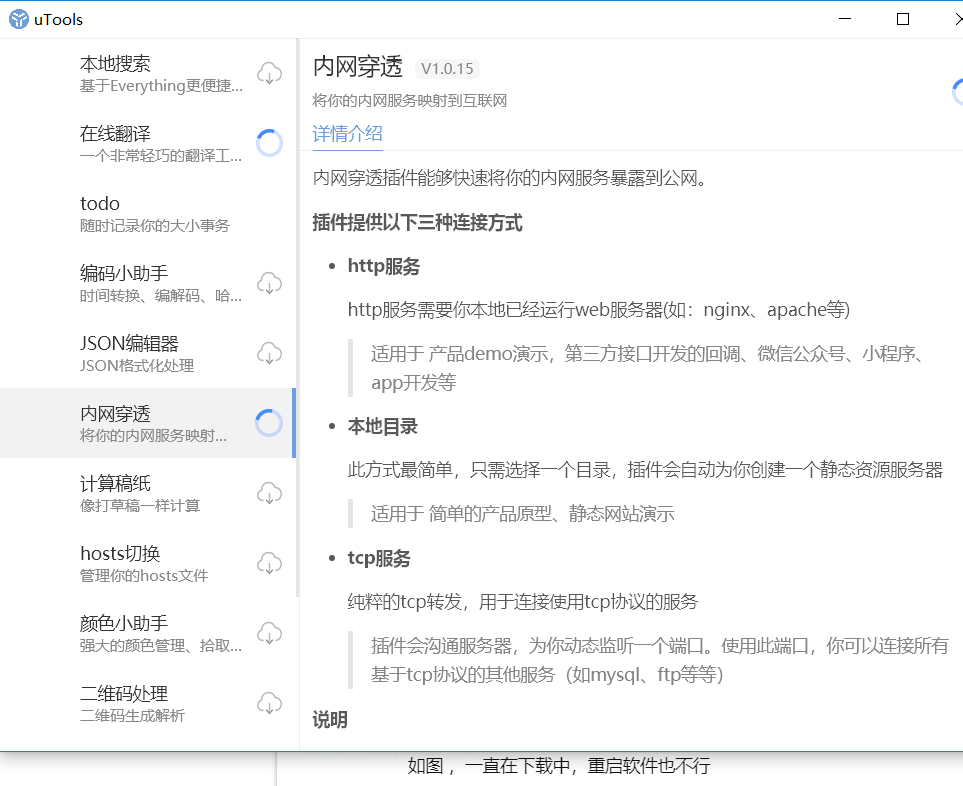 uTools
本地搜索
基于Everything更便捷...
在线翻译
一个非常轻巧的翻译工...
todo
随时记录你的大小事务
编码小助手
时间转换、编解码、哈...
JSON编辑器
JSON格式化处理
内网穿透
将你的内网服务映射...
计算稿纸
像打草稿一样计算
hosts切换
管理你的hosts文件
颜色小助手
强大的颜色管理、拾取...
二维码处理
二维码生成解析
内网穿透 V1.0.15
将你的内网服务映射到互联网
详情介绍
内网穿透插件能够快速将你的内网服务暴露到公网。
插件提供以下三种连接方式
• http服务
http服务需要你本地已经运行web服务器(如：nginx、apache等)
适用于 产品demo演示，第三方接口开发的回调、微信公众号、小程序、
app开发等
• 本地目录
此方式最简单，只需选择一个目录，插件会自动为你创建一个静态资源服务器
适用于 简单的产品原型、静态网站演示
• tcp服务
纯粹的tcp转发，用于连接使用tcp协议的服务
插件会沟通服务器，为你动态监听一个端口。使用此端口，你可以连接所有
基于tcp协议的其他服务（如mysql、ftp等等）
说明
如图 ，一直在下载中，重启软件也不行